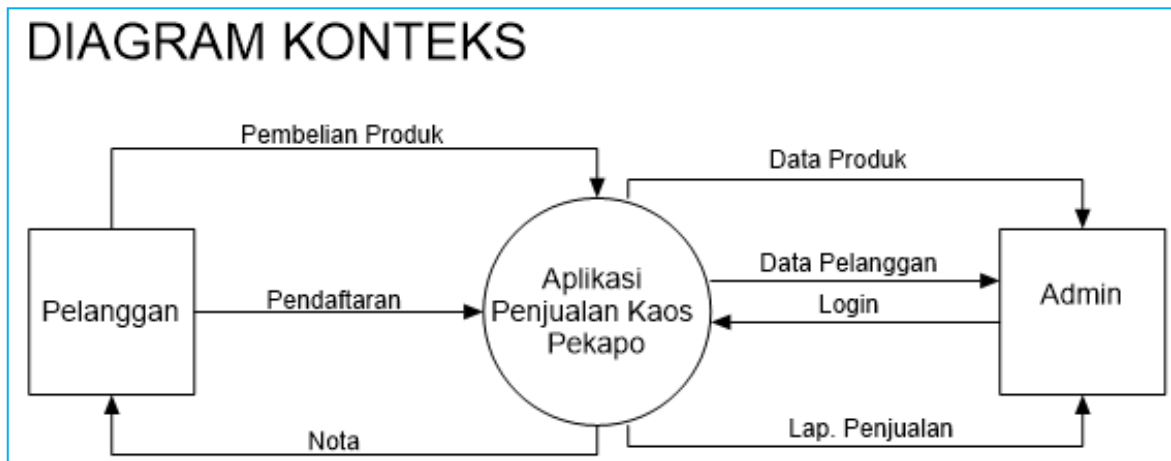 DIAGRAM KONTEKS
Pembelian Produk
Data Produk
Pelanggan
Pendaftaran
Aplikasi
Penjualan Kaos
Pekapo
Data Pelanggan
Login
Admin
Nota
Lap. Penjualan